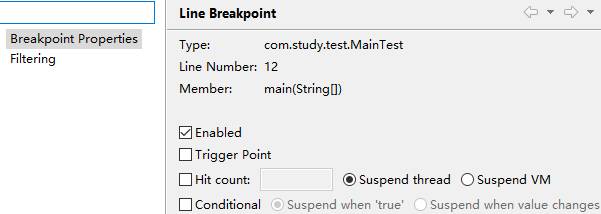 Line Breakpoint
Breakpoint Properties
Filtering
Type: com.study.test.MainTest
Line Number: 12
Member: main(String[])
Enabled
Trigger Point
Hit count: Suspend thread Suspend VM
Conditional Suspend when 'true' Suspend when value changes